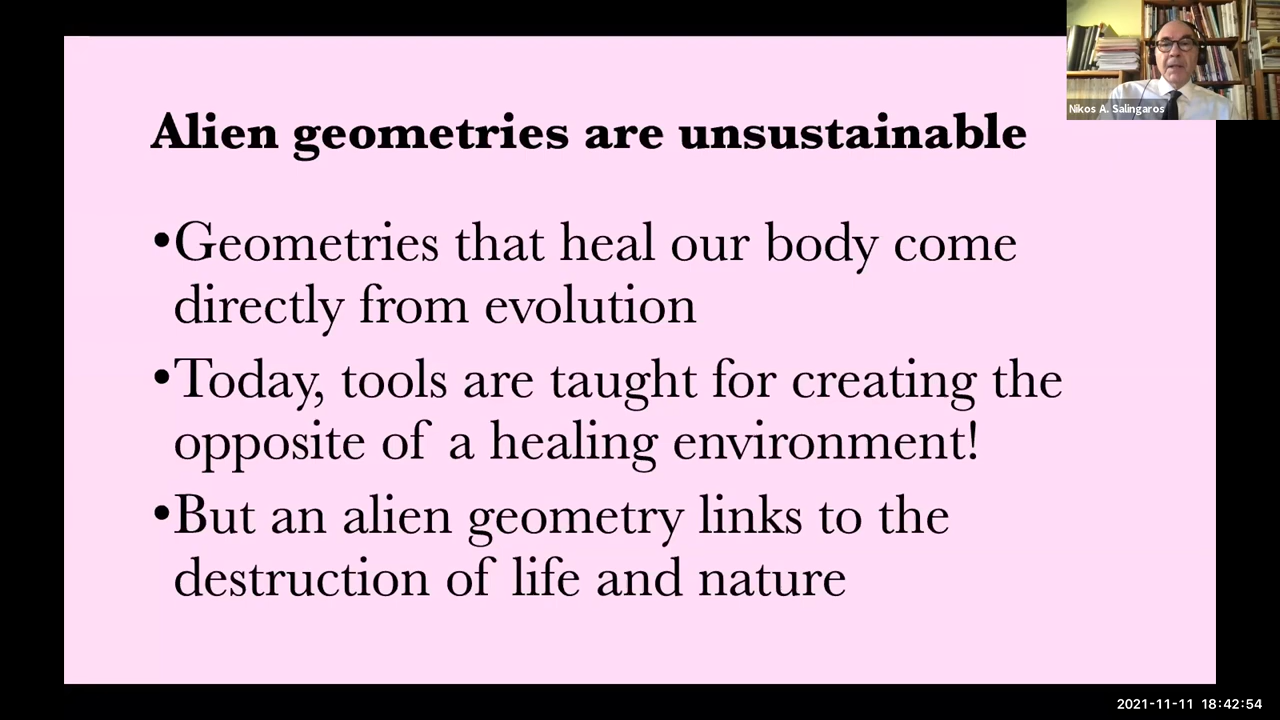 Nikos A. Salingaros
Alien geometries are unsustainable
•Geometries that heal our body come
directly from evolution
•Today, tools are taught for creating the
opposite of a healing environment!
•But an alien geometry links to the
destruction of life and nature
2021-11-11 18:42:54